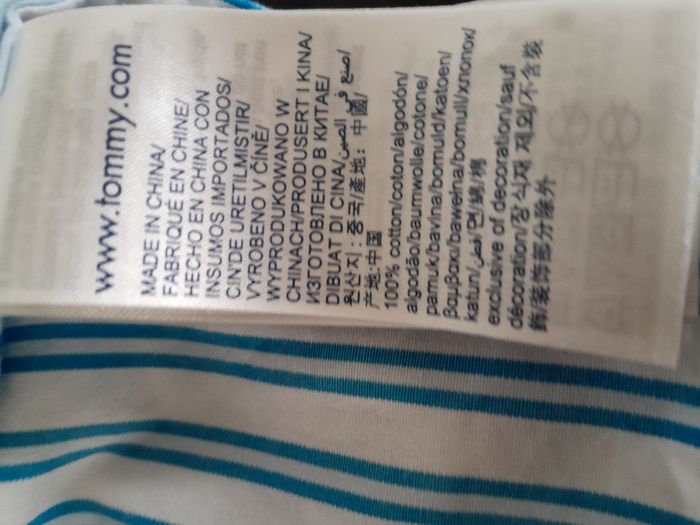 www.tommy.com
MADE IN CHINA/
FABRIQUÉ EN CHINE/
HECHO EN CHINA CON
INSUMOS IMPORTADOS/
CIN'DE URETILMISTIR/
VYROBENO V ČÍNĚ/
WYPRODUKOWANO W
CHINACH/PRODUSERT I KINA/
ИЗГОТОВЛЕНО В КИТАЕ/
DIBUAT DI CINA/صنع في الصين/
원산지 : 중국/產地： 中國/
产地: 中国
100% cotton/coton/algodón/
algodão/baumwolle/cotone/
pamuk/bavlna/bomuld/katoen/
βαμβακι/bawełna/bomull/хлопок/
katun/قطن/면/綿/棉
exclusive of decoration/sauf
décoration/장식재 제외/不含裝
飾/装饰部分除外